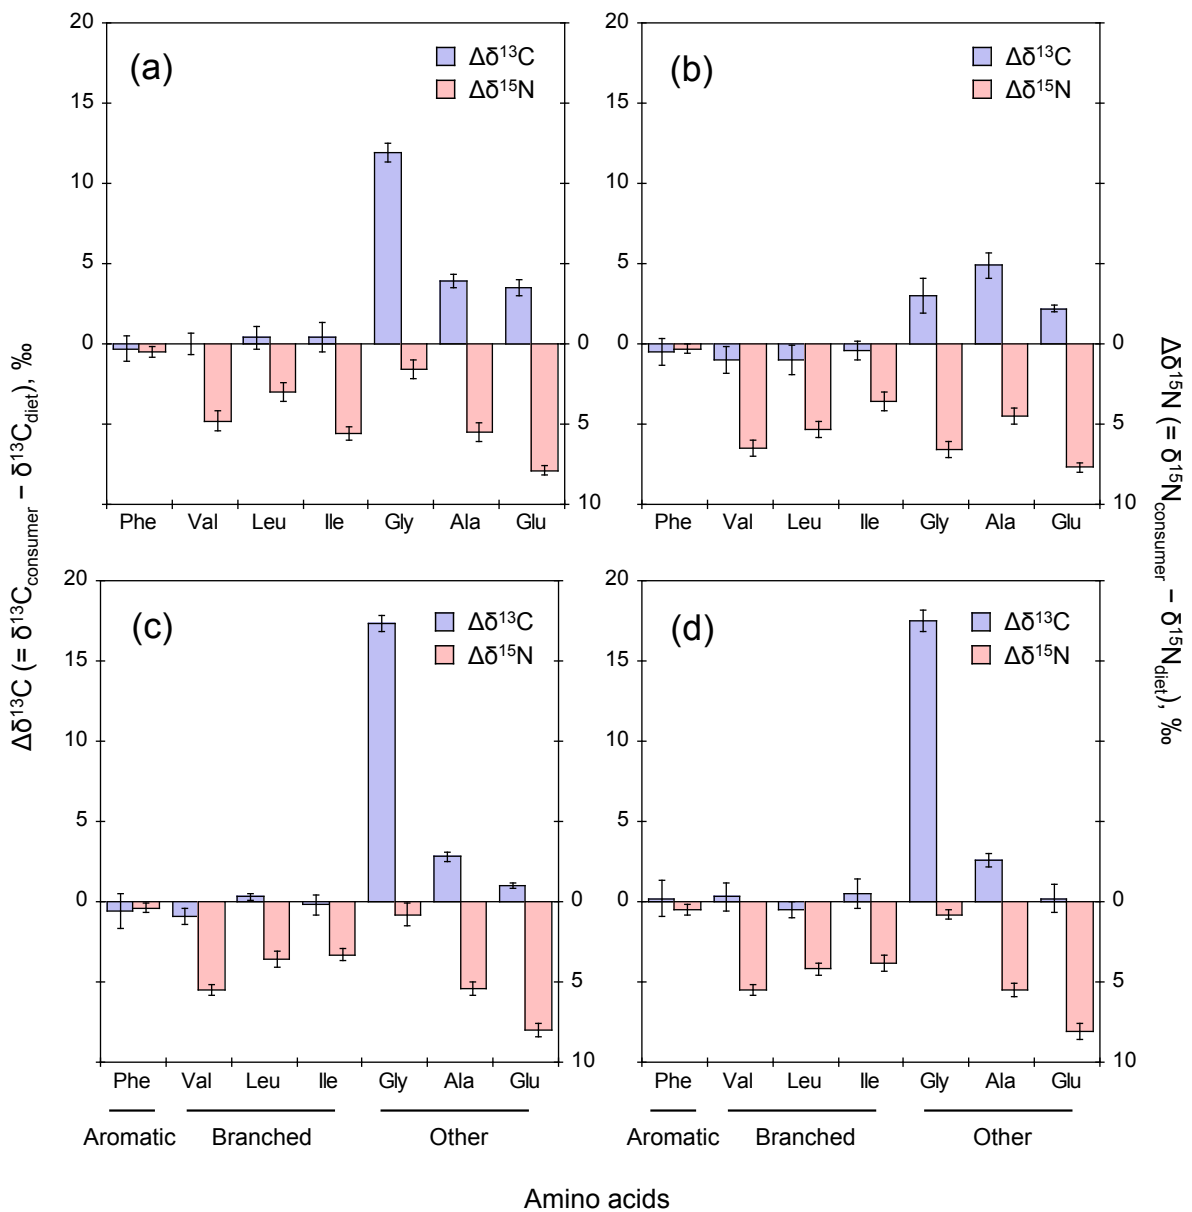 Δδ¹³C (= δ¹³C_consumer − δ¹³C_diet), ‰
20
15
10
5
0
(a)
Δδ¹³C
Δδ¹⁵N
0
5
10
Phe Val Leu Ile Gly Ala Glu
20
15
10
5
0
(b)
Δδ¹³C
Δδ¹⁵N
0
5
10
Phe Val Leu Ile Gly Ala Glu
Δδ¹⁵N (= δ¹⁵N_consumer − δ¹⁵N_diet), ‰
20
15
10
5
0
(c)
Δδ¹³C
Δδ¹⁵N
0
5
10
Phe Val Leu Ile Gly Ala Glu
Aromatic Branched Other
20
15
10
5
0
(d)
Δδ¹³C
Δδ¹⁵N
0
5
10
Phe Val Leu Ile Gly Ala Glu
Aromatic Branched Other
Amino acids